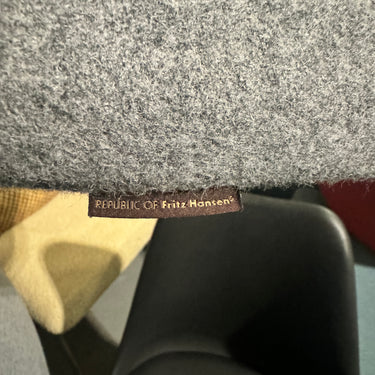 REPUBLIC OF Fritz Hansen®